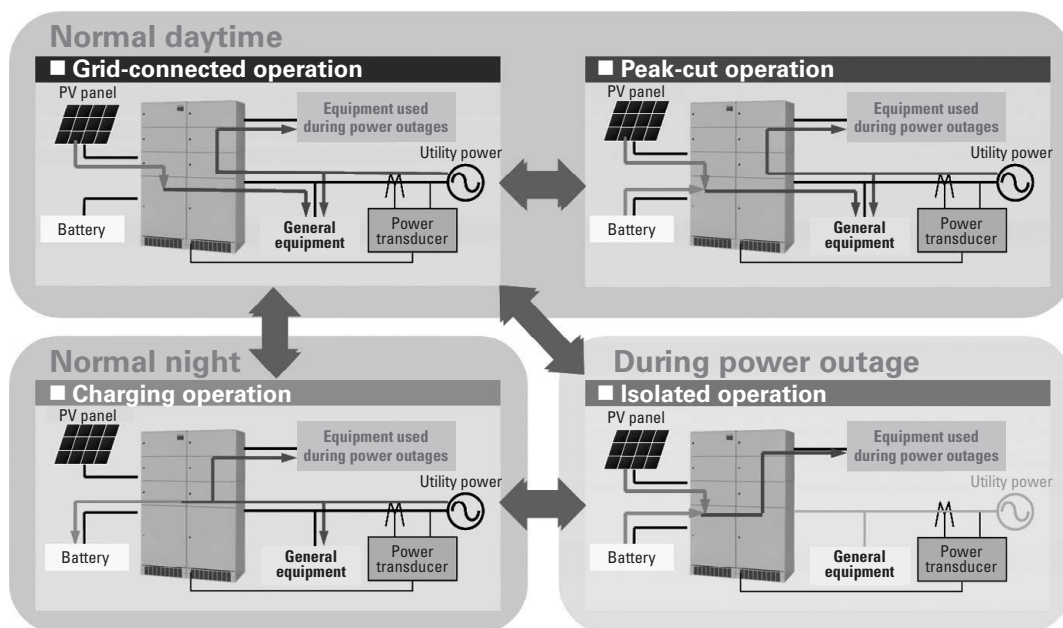 Normal daytime
■ Grid-connected operation
PV panel
Equipment used
during power outages
Utility power
Battery
General
equipment
Power
transducer
■ Peak-cut operation
PV panel
Equipment used
during power outages
Utility power
Battery
General
equipment
Power
transducer
Normal night
■ Charging operation
PV panel
Equipment used
during power outages
Utility power
Battery
General
equipment
Power
transducer
During power outage
■ Isolated operation
PV panel
Equipment used
during power outages
Utility power
Battery
General
equipment
Power
transducer